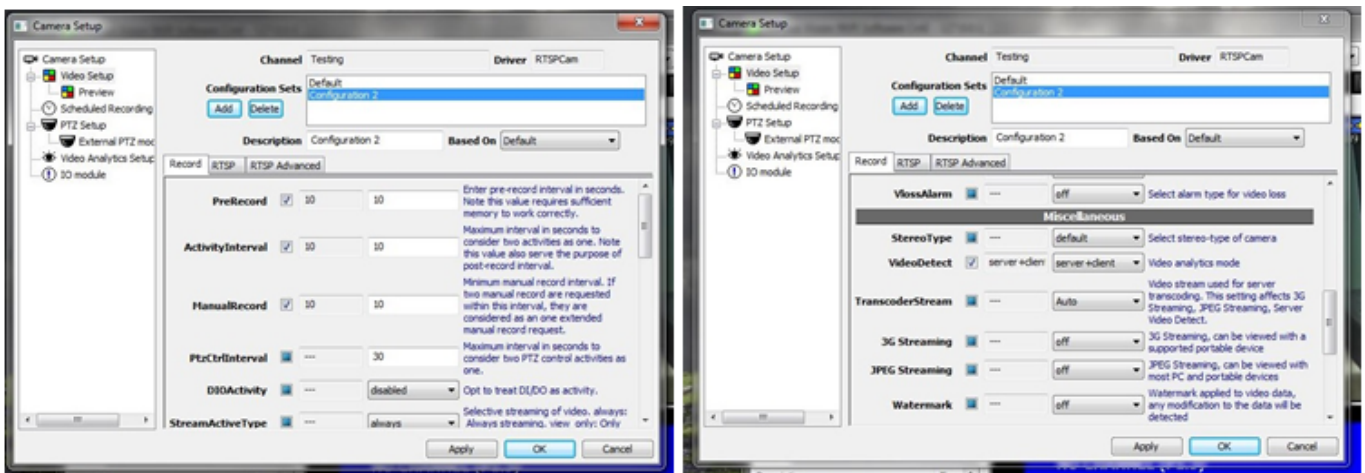 Camera Setup
Camera Setup
Video Setup
Preview
Scheduled Recording
PTZ Setup
External PTZ moc
Video Analytics Setup
IO module
Channel Testing Driver RTSPCam
Configuration Sets
Add Delete
Default
Configuration 2
Description Configuration 2 Based On Default
Record RTSP RTSP Advanced
PreRecord 10 10
Enter pre-record interval in seconds.
Note this value requires sufficient
memory to work correctly.
ActivityInterval 10 10
Maximum interval in seconds to
consider two activities as one. Note
this value also serve the purpose of
post-record interval.
ManualRecord 10 10
Minimum manual record interval. If
two manual record are requested
within this interval, they are
considered as an one extended
manual record request.
PtzCtrlInterval --- 30
Maximum interval in seconds to
consider two PTZ control activities as
one.
DIOActivity --- disabled Opt to treat DI/DO as activity.
StreamActiveType --- always
Selective streaming of video. always:
Always streaming, view only: Only
Apply OK Cancel
Camera Setup
Camera Setup
Video Setup
Preview
Scheduled Recording
PTZ Setup
External PTZ moc
Video Analytics Setup
IO module
Channel Testing Driver RTSPCam
Configuration Sets
Add Delete
Default
Configuration 2
Description Configuration 2 Based On Default
Record RTSP RTSP Advanced
VlossAlarm --- off Select alarm type for video loss
Miscellaneous
StereoType --- default Select stereo-type of camera
VideoDetect server+client server+client Video analytics mode
TranscoderStream --- Auto
Video stream used for server
transcoding. This setting affects 3G
Streaming, JPEG Streaming, Server
Video Detect.
3G Streaming --- off
3G Streaming, can be viewed with a
supported portable device
JPEG Streaming --- off
JPEG Streaming, can be viewed with
most PC and portable devices
Watermark --- off
Watermark applied to video data,
any modification to the data will be
detected
Apply OK Cancel